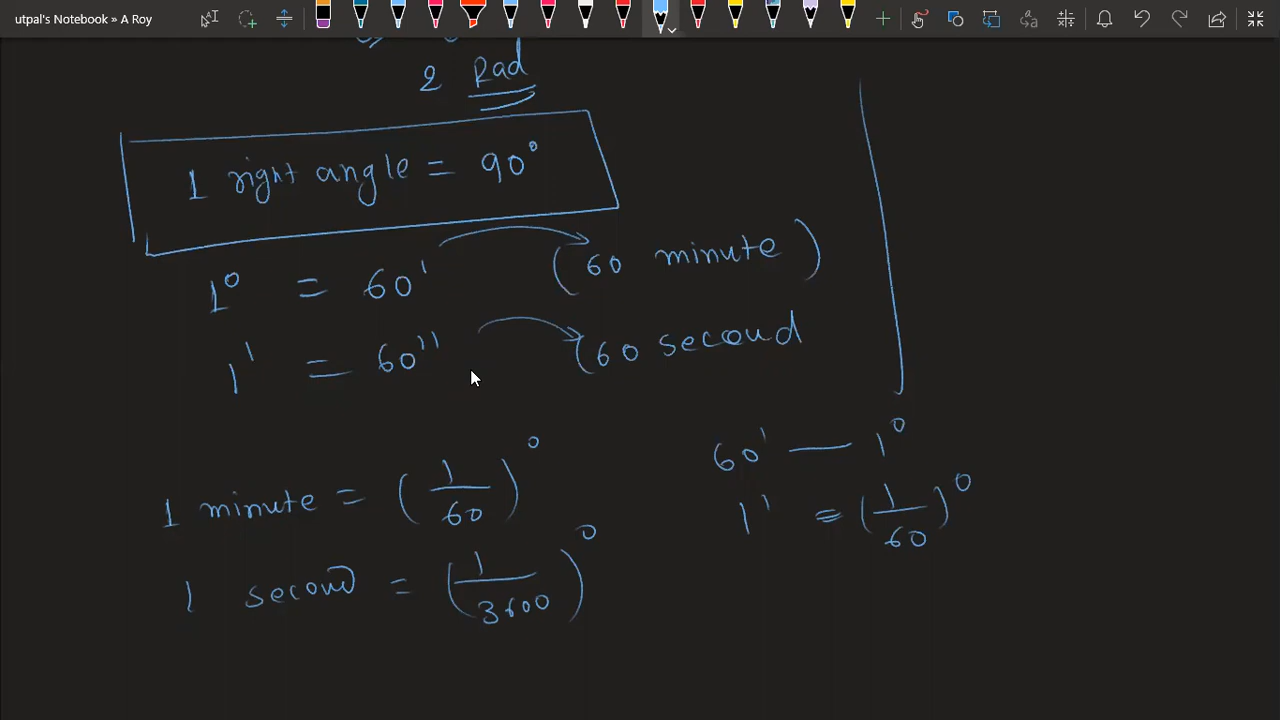 utpal's Notebook » A Roy
2 Rad
1 right angle = 90°
1° = 60' (60 minute)
1' = 60'' (60 second
60' — 1°
1 minute = (1/60)°
1' = (1/60)°
1 second = (1/3600)°